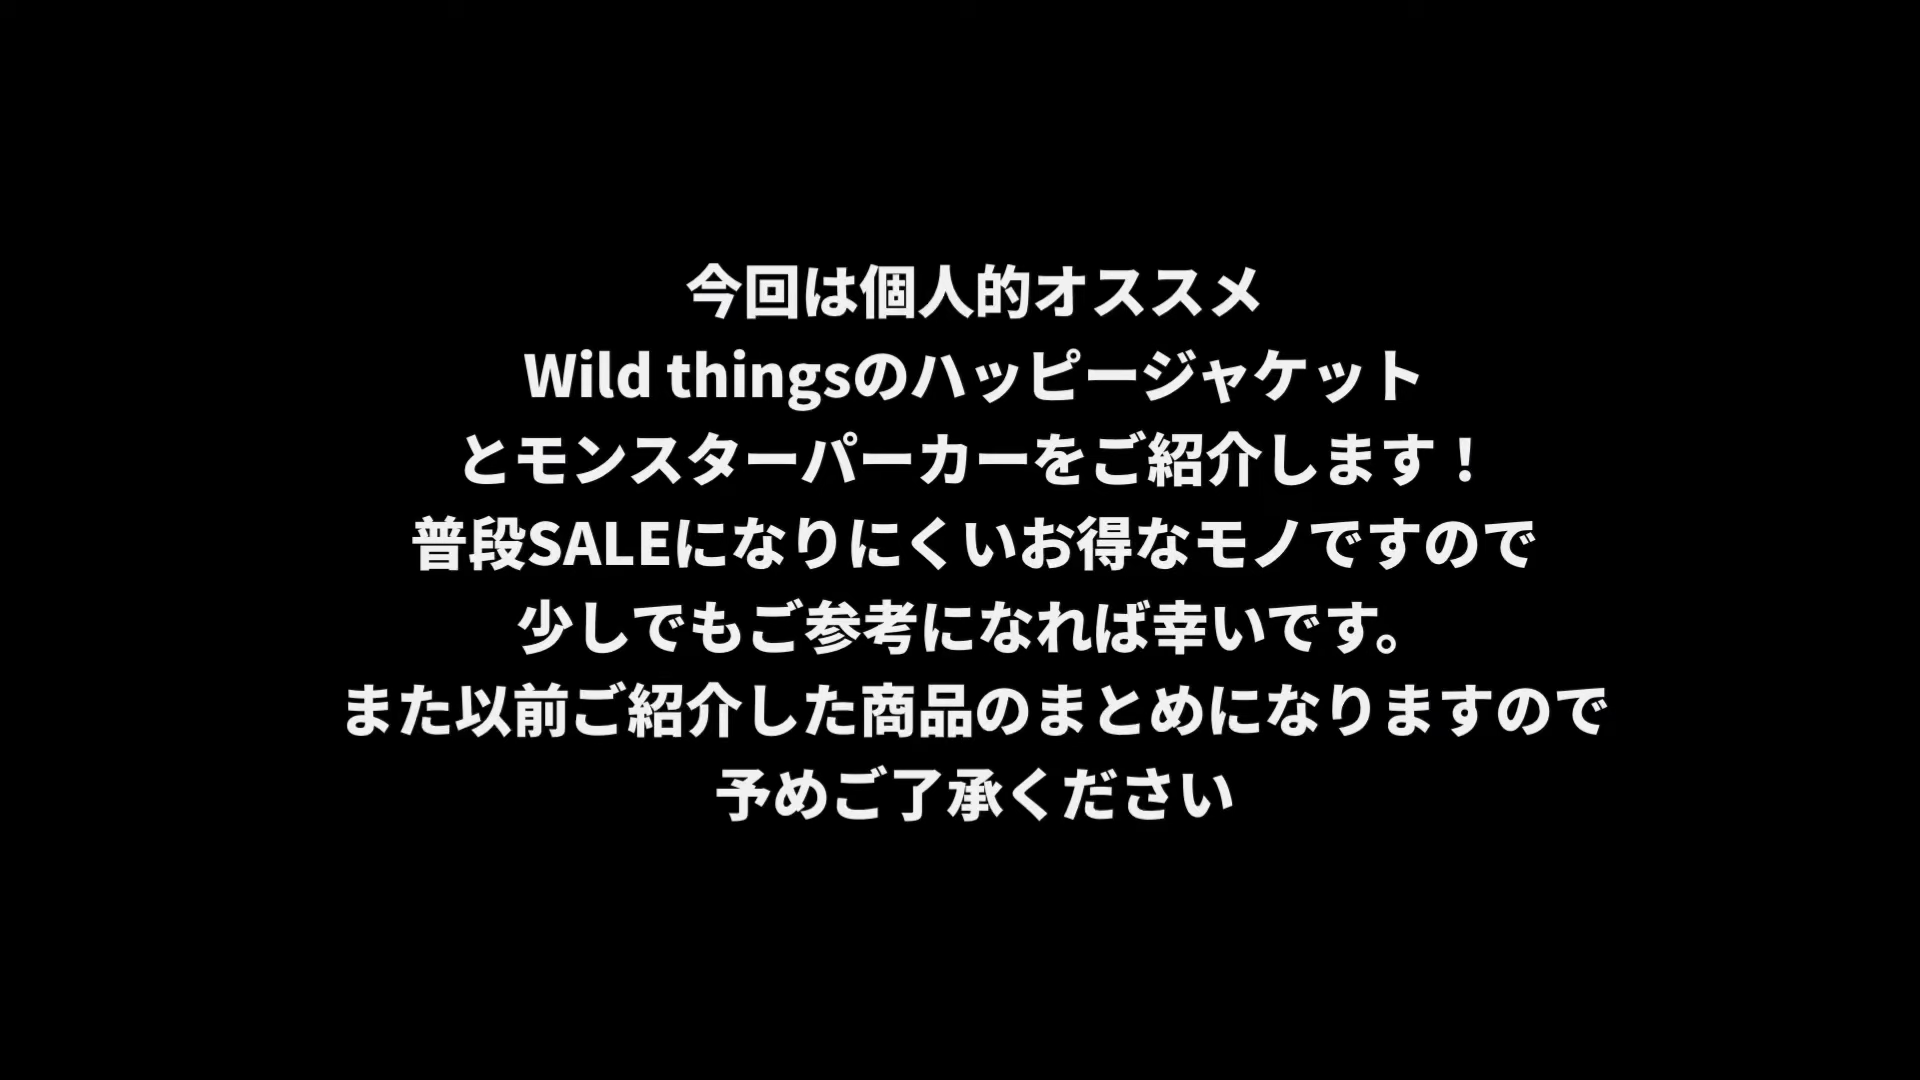 今回は個人的オススメ
Wild thingsのハッピージャケット
とモンスターパーカーをご紹介します！
普段SALEになりにくいお得なモノですので
少しでもご参考になれば幸いです。
また以前ご紹介した商品のまとめになりますので
予めご了承ください